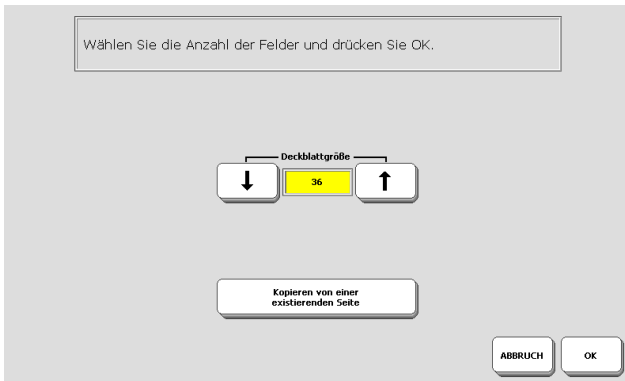 Wählen Sie die Anzahl der Felder und drücken Sie OK.
Deckblattgröße
36
Kopieren von einer
existierenden Seite
ABBRUCH
OK